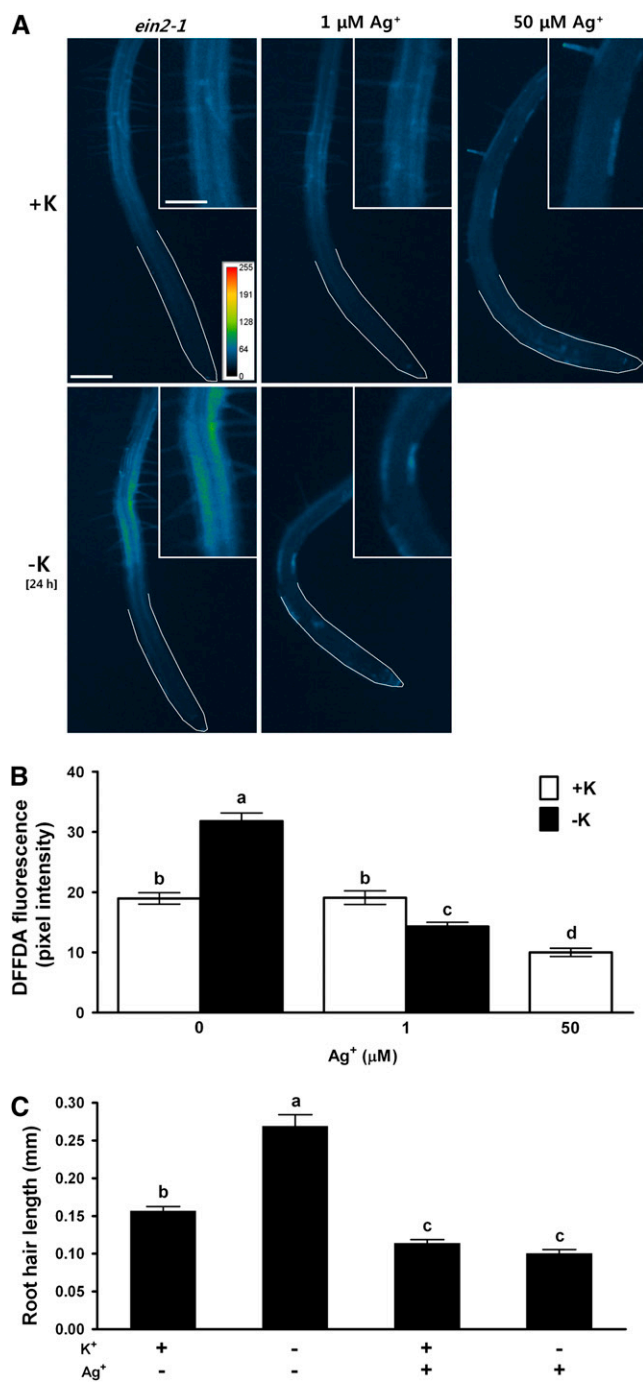 A
ein2-1
1 μM Ag+
50 μM Ag+
+K
255
191
128
64
0
-K
[24 h]
B
DFFDA fluorescence
(pixel intensity)
40
30
20
10
0
b
a
b
c
d
+K
-K
0
1
50
Ag+ (μM)
C
Root hair length (mm)
0.30
0.25
0.20
0.15
0.10
0.05
0.00
b
a
c
c
K+ + - + -
Ag+ - - + +